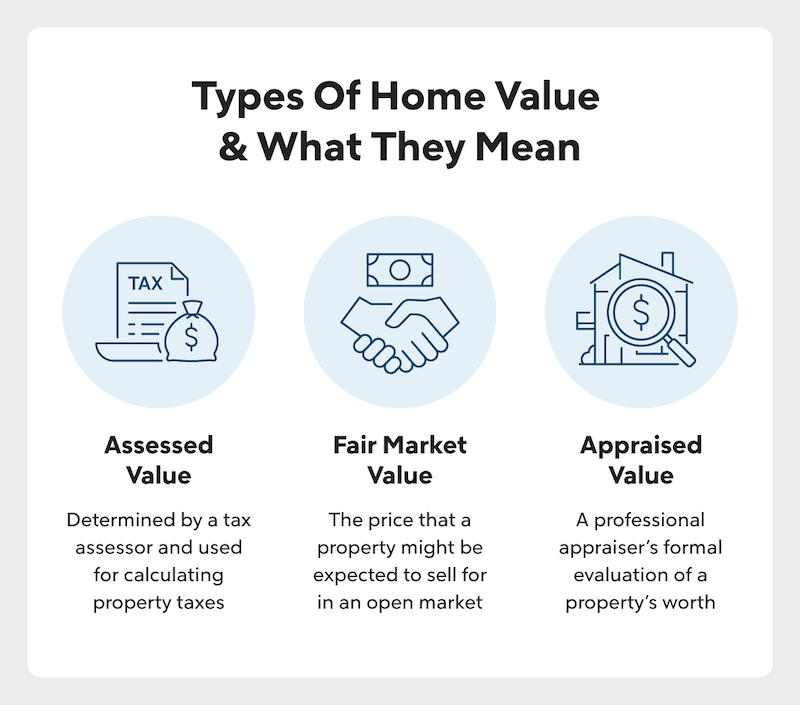 Types Of Home Value
& What They Mean
TAX
$
$
Assessed
Value
Determined by a tax
assessor and used
for calculating
property taxes
Fair Market
Value
The price that a
property might be
expected to sell for
in an open market
Appraised
Value
A professional
appraiser’s formal
evaluation of a
property’s worth